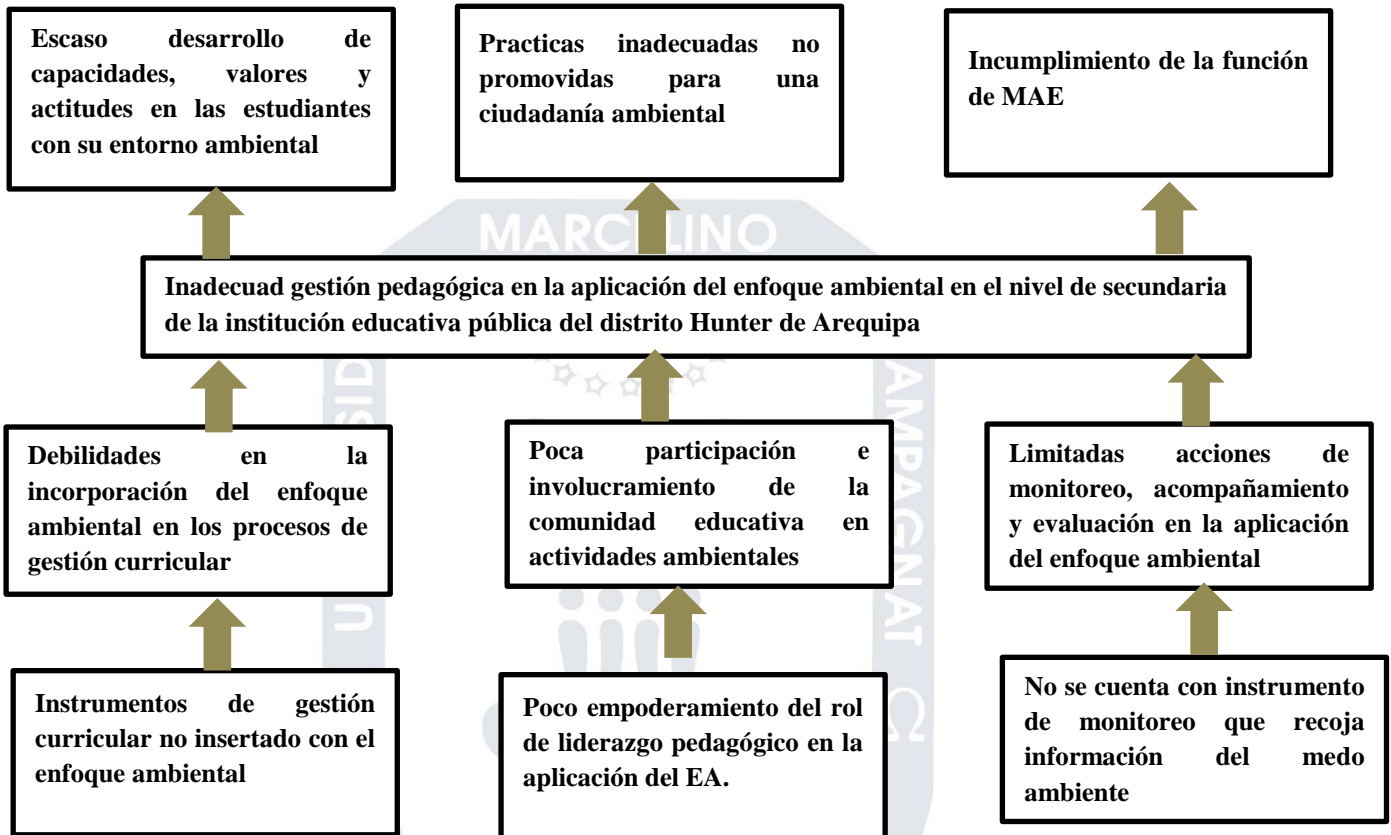 Escaso desarrollo de
capacidades, valores y
actitudes en las estudiantes
con su entorno ambiental
Practicas inadecuadas no
promovidas para una
ciudadanía ambiental
Incumplimiento de la función
de MAE
MARCELINO
Inadecuad gestión pedagógica en la aplicación del enfoque ambiental en el nivel de secundaria
de la institución educativa pública del distrito Hunter de Arequipa
Debilidades en la
incorporación del enfoque
ambiental en los procesos de
gestión curricular
Poca participación e
involucramiento de la
comunidad educativa en
actividades ambientales
Limitadas acciones de
monitoreo, acompañamiento
y evaluación en la aplicación
del enfoque ambiental
Instrumentos de gestión
curricular no insertado con el
enfoque ambiental
Poco empoderamiento del rol
de liderazgo pedagógico en la
aplicación del EA.
No se cuenta con instrumento
de monitoreo que recoja
información del medo
ambiente
Ω